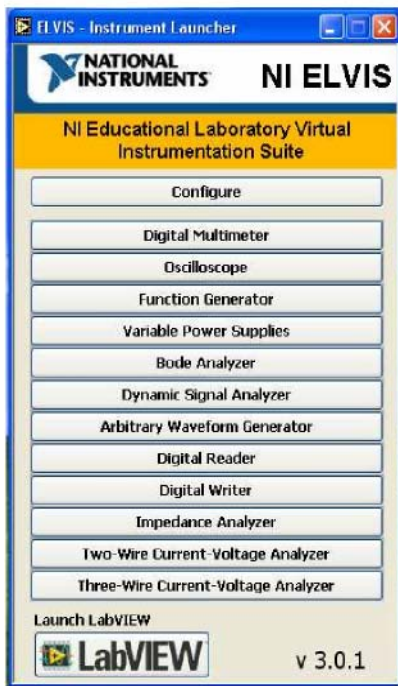 ELVIS - Instrument Launcher
NATIONAL
INSTRUMENTS
NI ELVIS
NI Educational Laboratory Virtual
Instrumentation Suite
Configure
Digital Multimeter
Oscilloscope
Function Generator
Variable Power Supplies
Bode Analyzer
Dynamic Signal Analyzer
Arbitrary Waveform Generator
Digital Reader
Digital Writer
Impedance Analyzer
Two-Wire Current-Voltage Analyzer
Three-Wire Current-Voltage Analyzer
Launch LabVIEW
LabVIEW
v 3.0.1